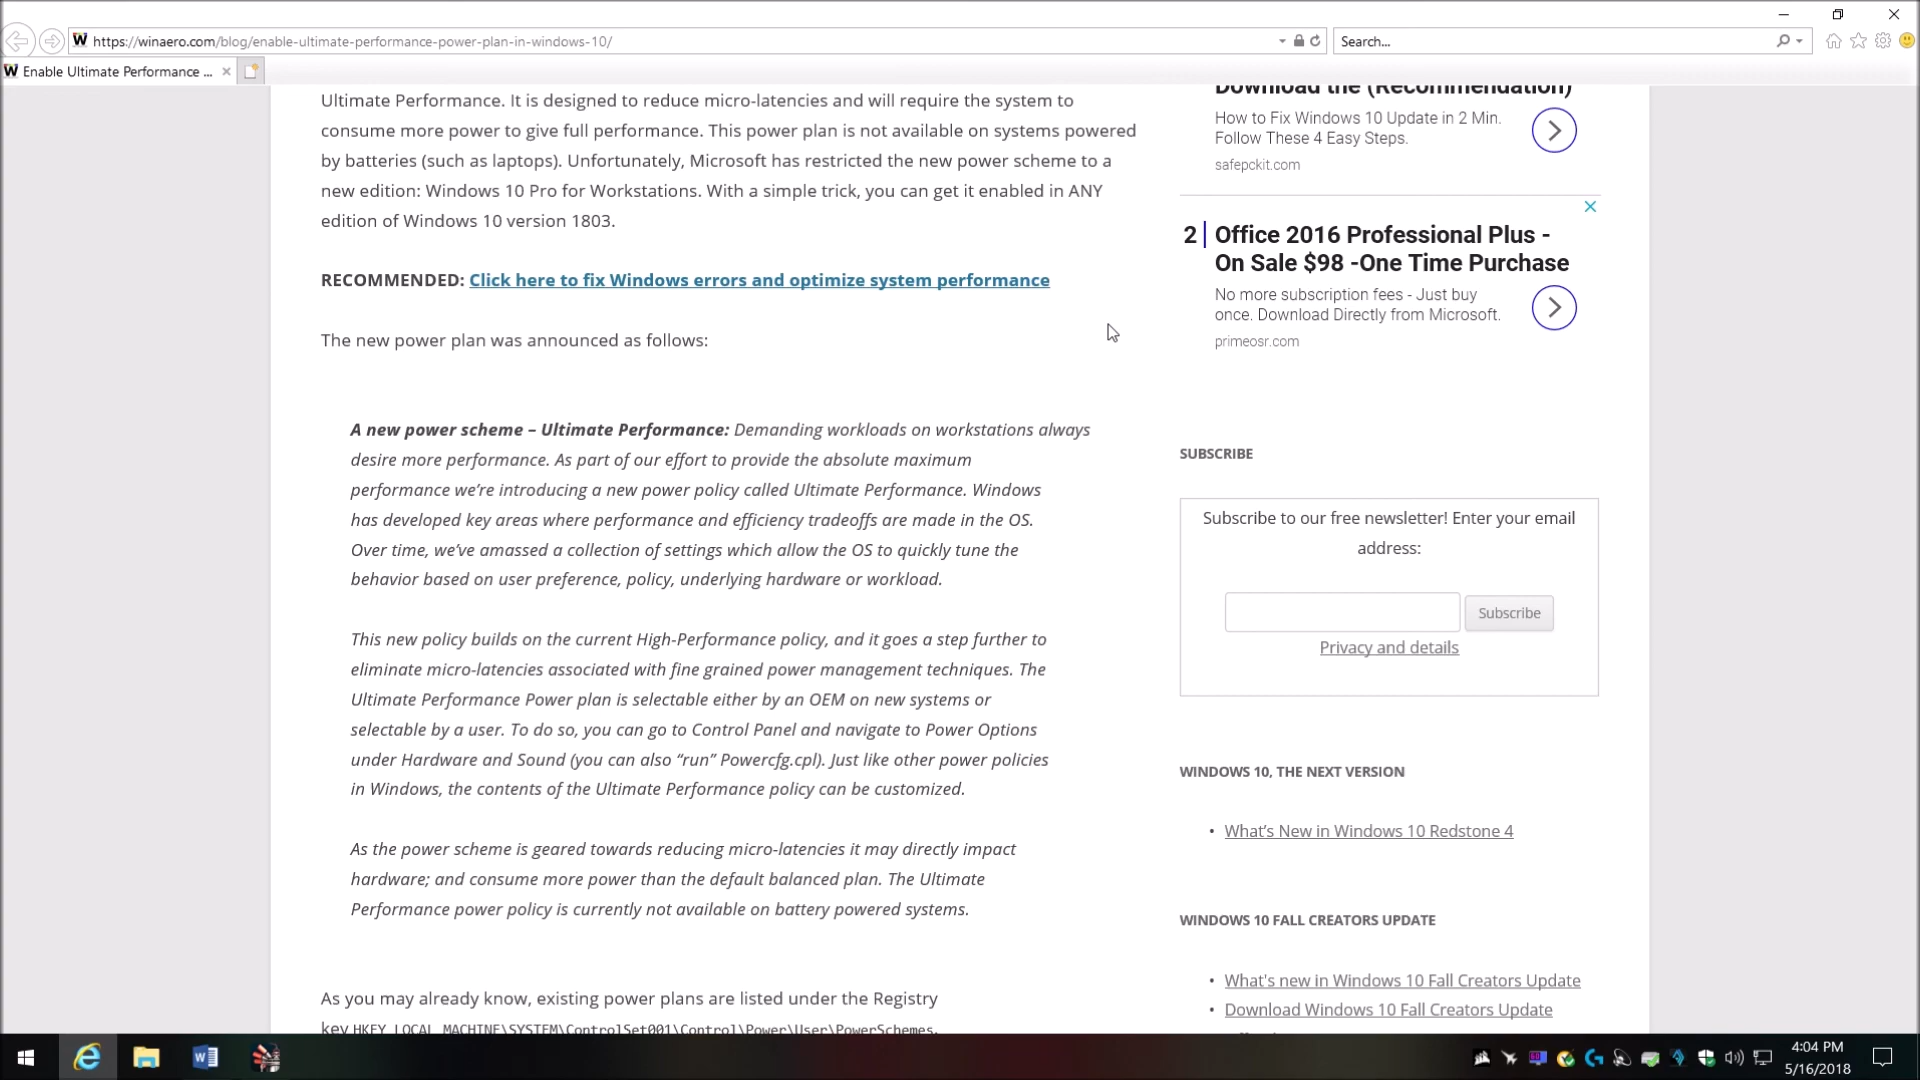 https://winaero.com/blog/enable-ultimate-performance-power-plan-in-windows-10/
Search...
Enable Ultimate Performance ...
Ultimate Performance. It is designed to reduce micro-latencies and will require the system to
consume more power to give full performance. This power plan is not available on systems powered
by batteries (such as laptops). Unfortunately, Microsoft has restricted the new power scheme to a
new edition: Windows 10 Pro for Workstations. With a simple trick, you can get it enabled in ANY
edition of Windows 10 version 1803.
RECOMMENDED: Click here to fix Windows errors and optimize system performance
The new power plan was announced as follows:
A new power scheme – Ultimate Performance: Demanding workloads on workstations always
desire more performance. As part of our effort to provide the absolute maximum
performance we’re introducing a new power policy called Ultimate Performance. Windows
has developed key areas where performance and efficiency tradeoffs are made in the OS.
Over time, we’ve amassed a collection of settings which allow the OS to quickly tune the
behavior based on user preference, policy, underlying hardware or workload.
This new policy builds on the current High-Performance policy, and it goes a step further to
eliminate micro-latencies associated with fine grained power management techniques. The
Ultimate Performance Power plan is selectable either by an OEM on new systems or
selectable by a user. To do so, you can go to Control Panel and navigate to Power Options
under Hardware and Sound (you can also “run” Powercfg.cpl). Just like other power policies
in Windows, the contents of the Ultimate Performance policy can be customized.
As the power scheme is geared towards reducing micro-latencies it may directly impact
hardware; and consume more power than the default balanced plan. The Ultimate
Performance power policy is currently not available on battery powered systems.
As you may already know, existing power plans are listed under the Registry
key HKEY_LOCAL_MACHINE\SYSTEM\ControlSet001\Control\Power\User\PowerSchemes.
Download the (Recommendation)
How to Fix Windows 10 Update in 2 Min.
Follow These 4 Easy Steps.
safepckit.com
2 Office 2016 Professional Plus -
On Sale $98 -One Time Purchase
No more subscription fees - Just buy
once. Download Directly from Microsoft.
primeosr.com
SUBSCRIBE
Subscribe to our free newsletter! Enter your email
address:
Subscribe
Privacy and details
WINDOWS 10, THE NEXT VERSION
• What’s New in Windows 10 Redstone 4
WINDOWS 10 FALL CREATORS UPDATE
• What's new in Windows 10 Fall Creators Update
• Download Windows 10 Fall Creators Update
4:04 PM
5/16/2018